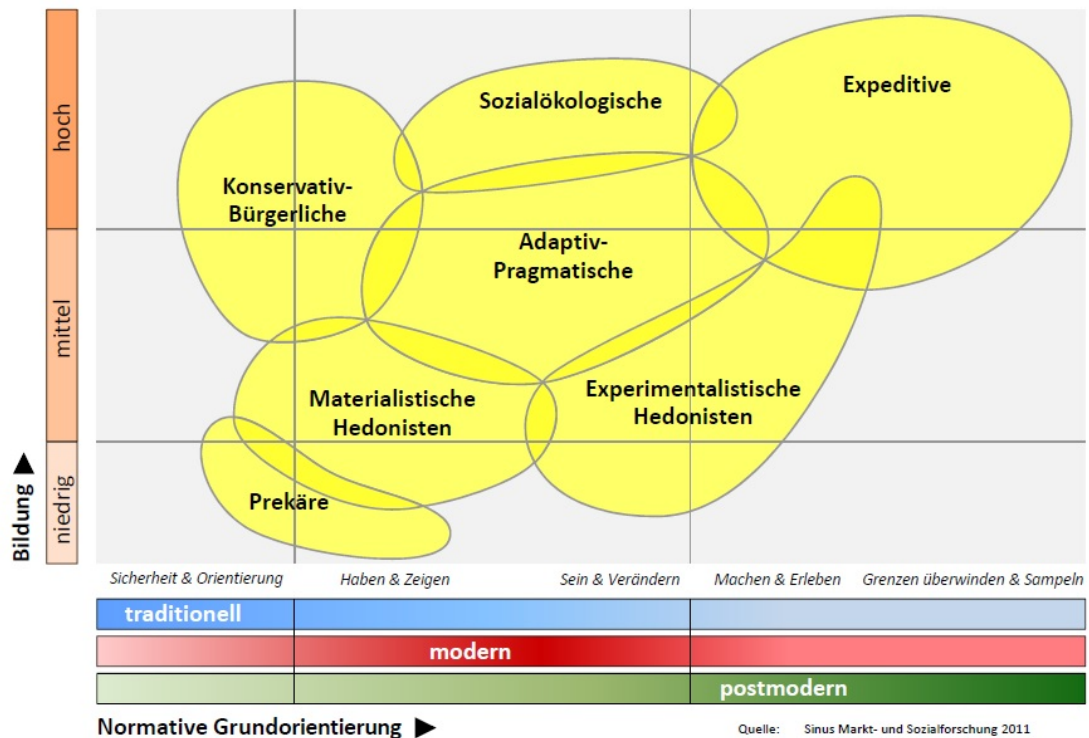 hoch
mittel
niedrig
Bildung ►
Sozialökologische
Expeditive
Konservativ-
Bürgerliche
Adaptiv-
Pragmatische
Materialistische
Hedonisten
Experimentalistische
Hedonisten
Prekäre
Sicherheit & Orientierung
Haben & Zeigen
Sein & Verändern
Machen & Erleben
Grenzen überwinden & Sampeln
traditionell
modern
postmodern
Normative Grundorientierung ►
Quelle: Sinus Markt- und Sozialforschung 2011